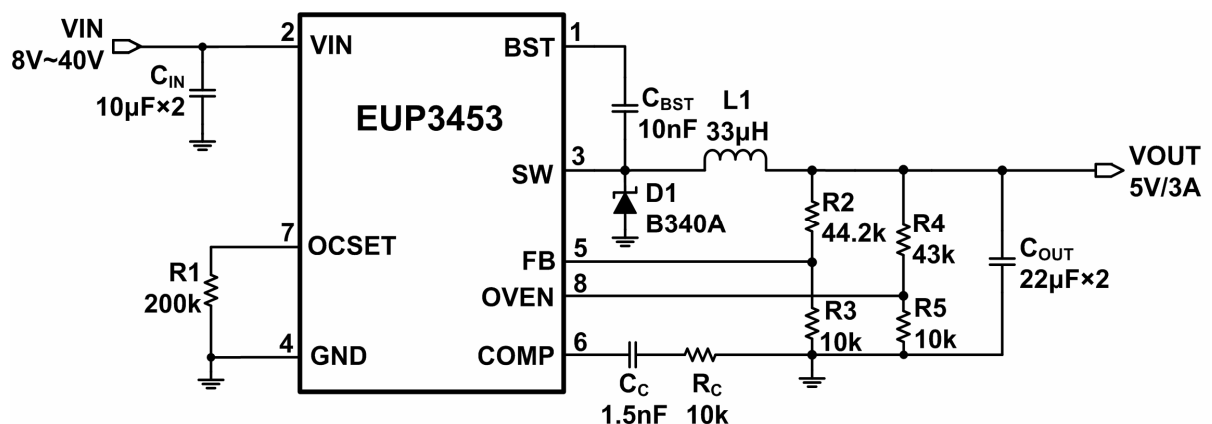 VIN
8V~40V
C_IN
10µF×2
2
VIN
EUP3453
BST
1
C_BST
10nF
L1
33µH
SW
3
D1
B340A
VOUT
5V/3A
R2
44.2k
R4
43k
C_OUT
22µF×2
7
OCSET
R1
200k
FB
5
OVEN
8
R3
10k
R5
10k
4
GND
COMP
6
C_C
1.5nF
R_C
10k